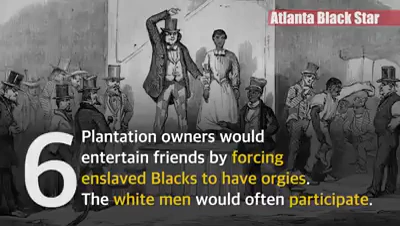 Atlanta Black Star
6
Plantation owners would
entertain friends by forcing
enslaved Blacks to have orgies.
The white men would often participate.